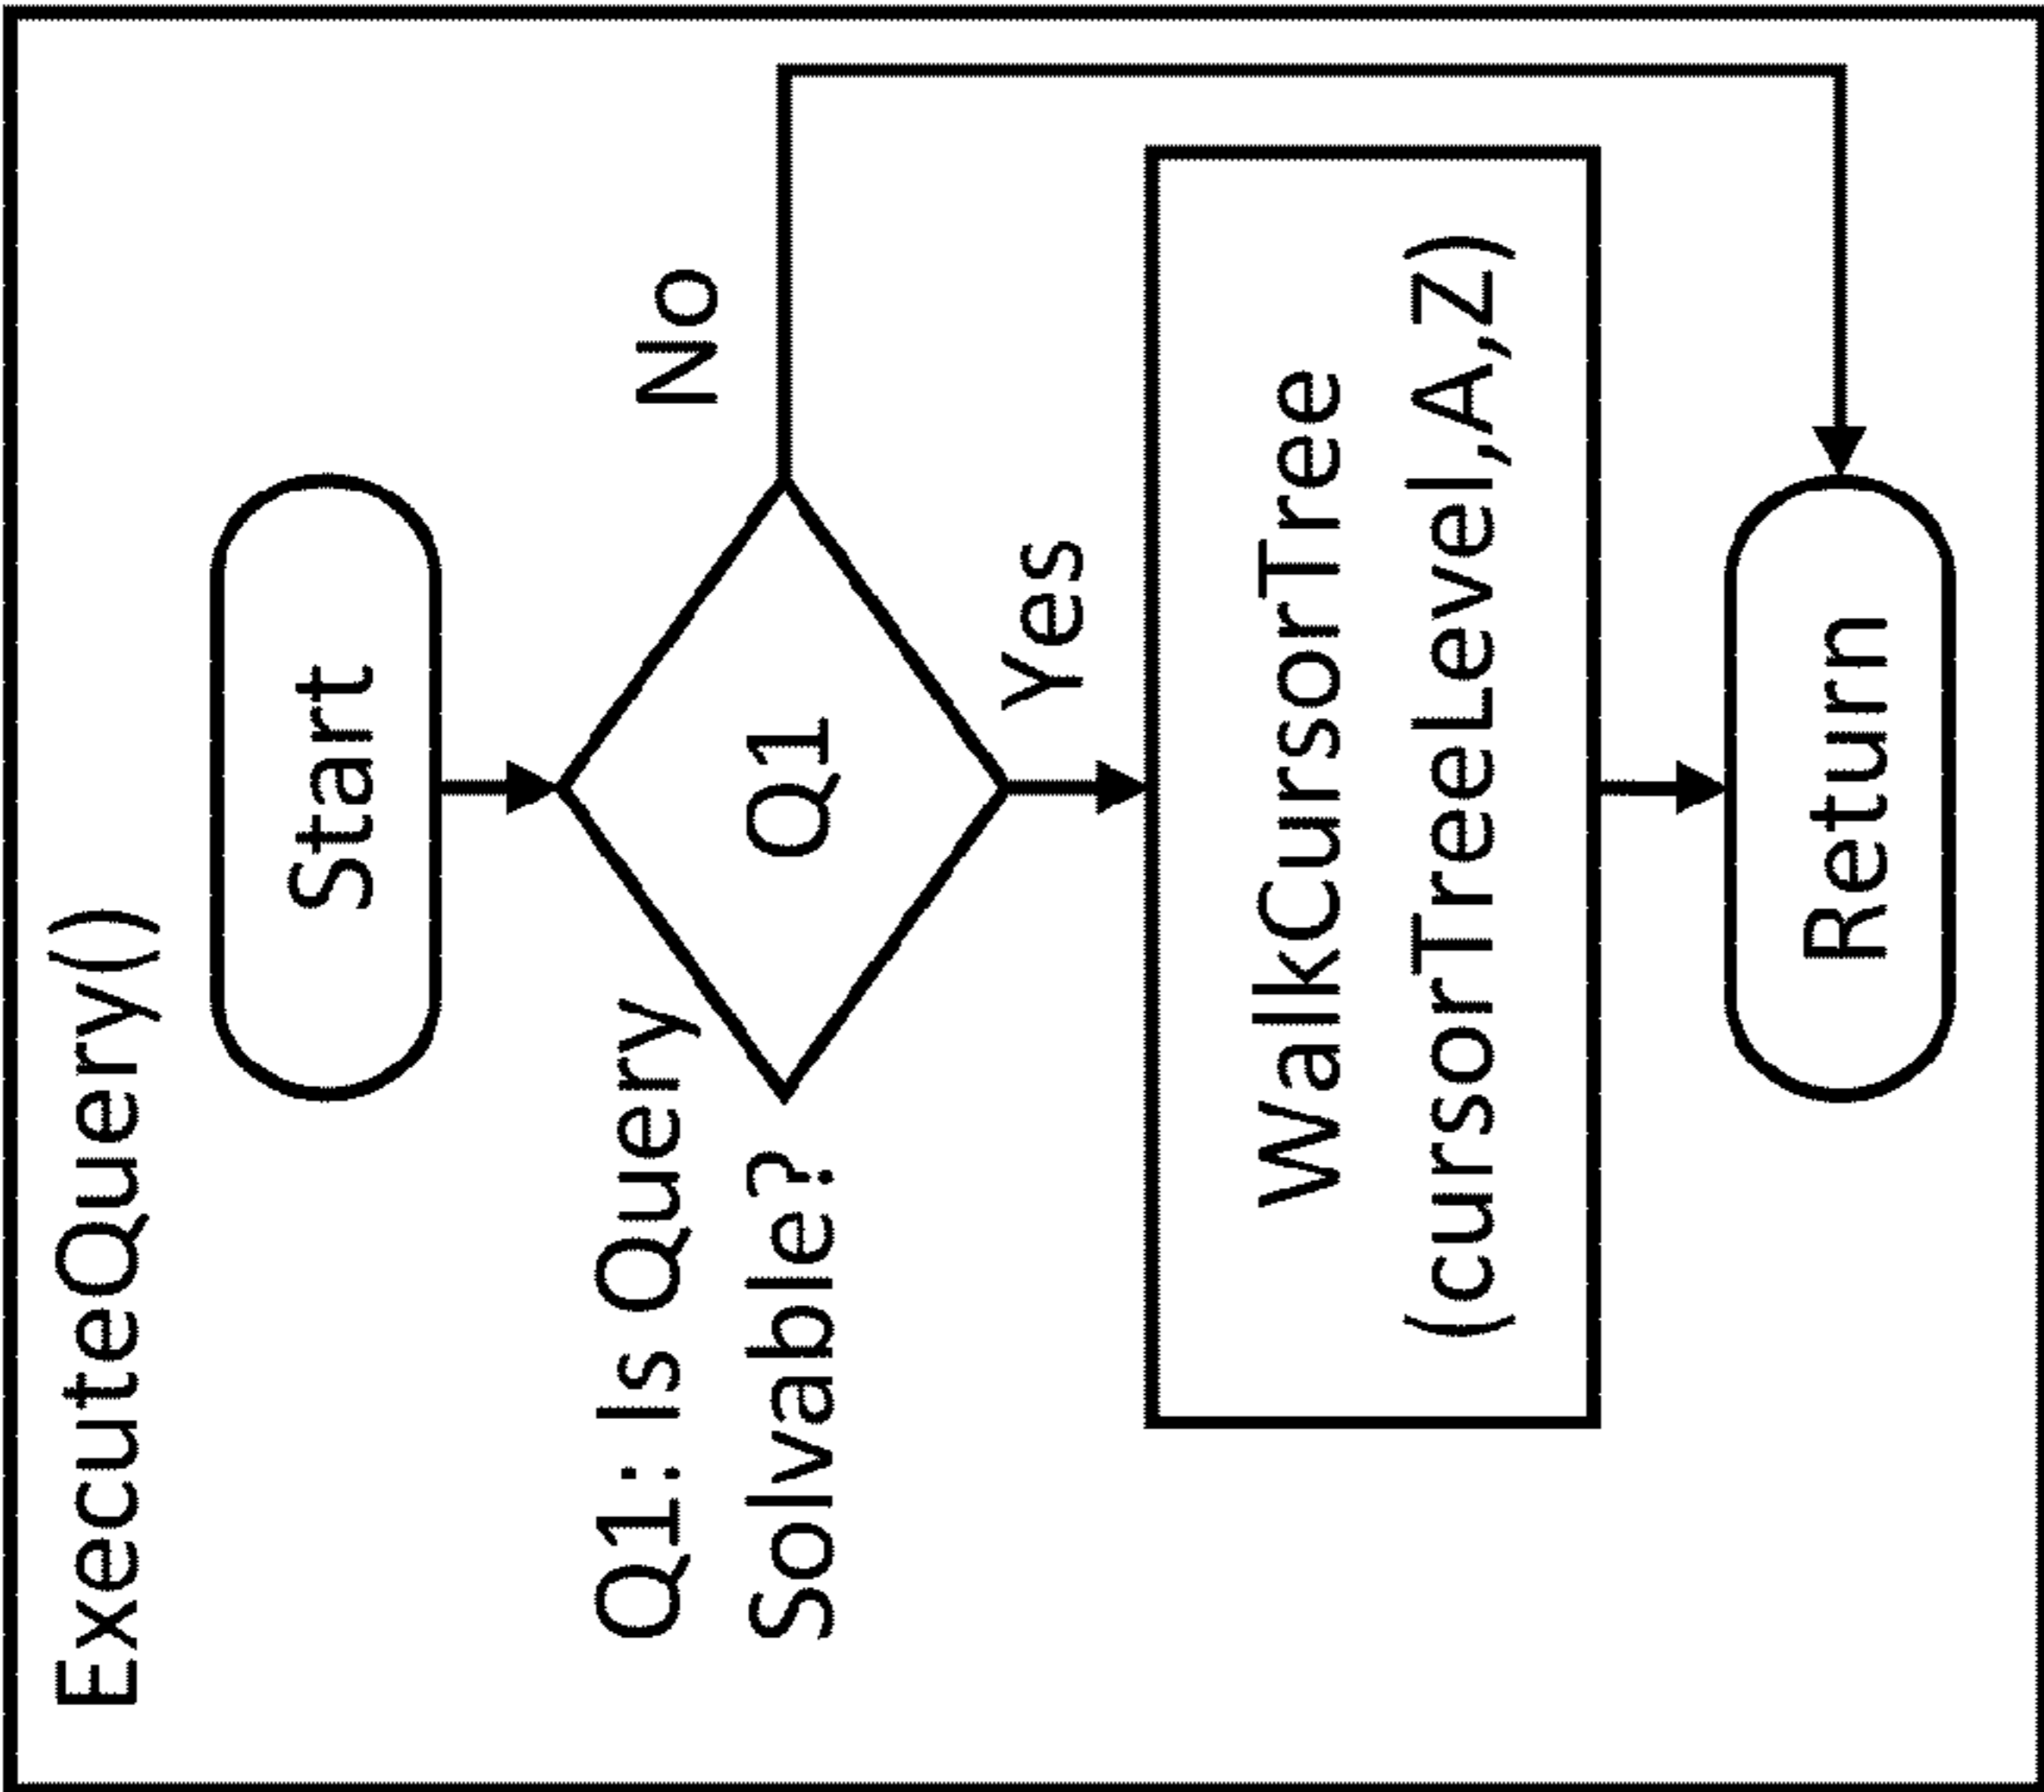 ExecuteQuery()
Start
Q1: Is Query
Solvable?
Q1
No
Yes
WalkCursorTree
(cursorTreeLevel,A,Z)
Return